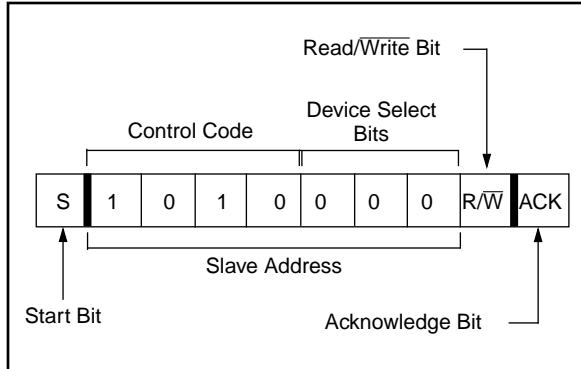 Read/Write Bit
Device Select
Bits
Control Code
S 1 0 1 0 0 0 0 R/W ACK
Slave Address
Start Bit
Acknowledge Bit